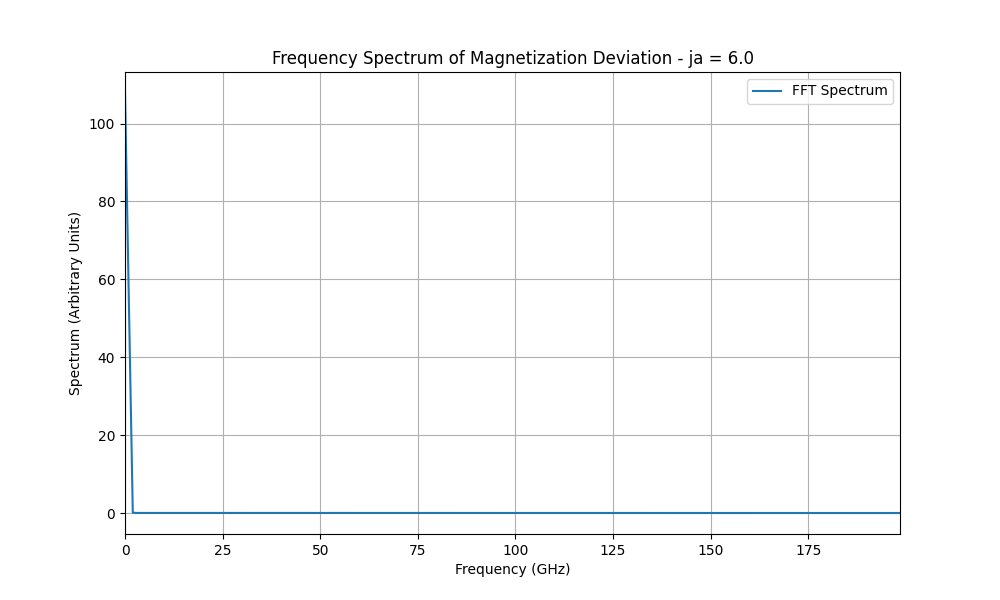 Frequency Spectrum of Magnetization Deviation - ja = 6.0
FFT Spectrum
100
80
60
40
20
0
Spectrum (Arbitrary Units)
0 25 50 75 100 125 150 175
Frequency (GHz)